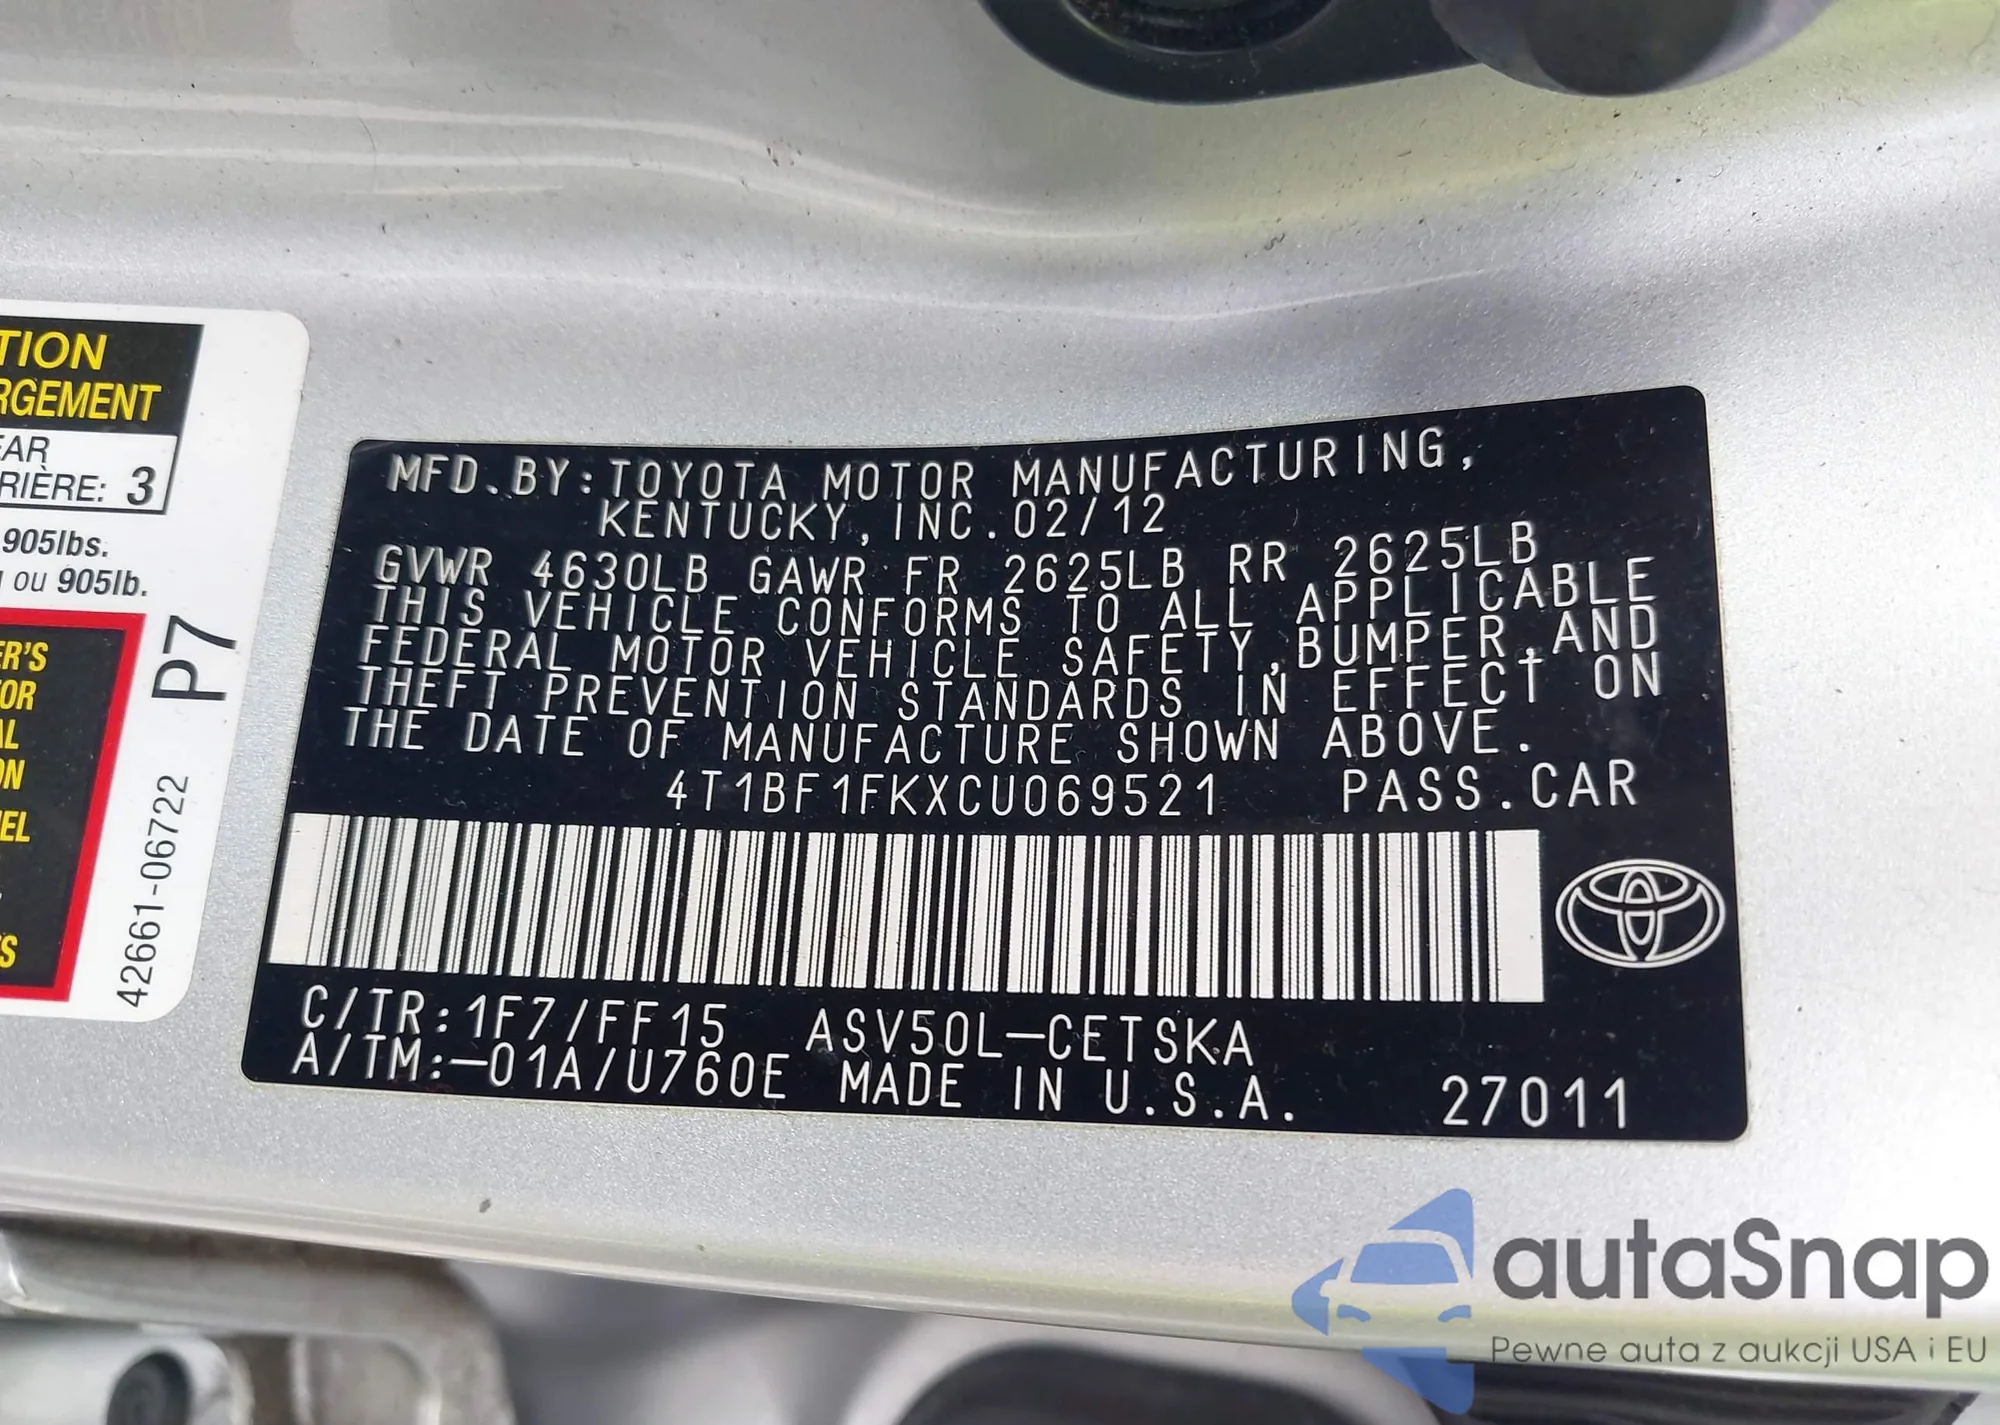 TION
RGEMENT
EAR
RIÈRE: 3
905lbs.
ou 905lb.
ER'S
TOR
AL
ON
EL
S
P7
42661-06722
MFD.BY:TOYOTA MOTOR MANUFACTURING,
KENTUCKY,INC.02/12
GVWR 4630LB GAWR FR 2625LB RR 2625LB
THIS VEHICLE CONFORMS TO ALL APPLICABLE
FEDERAL MOTOR VEHICLE SAFETY,BUMPER,AND
THEFT PREVENTION STANDARDS IN EFFECT ON
THE DATE OF MANUFACTURE SHOWN ABOVE.
4T1BF1FKXCU069521 PASS.CAR
C/TR:1F7/FF15 ASV50L-CETSKA
A/TM:-01A/U760E MADE IN U.S.A. 27011
autaSnap
Pewne auta z aukcji USA i EU